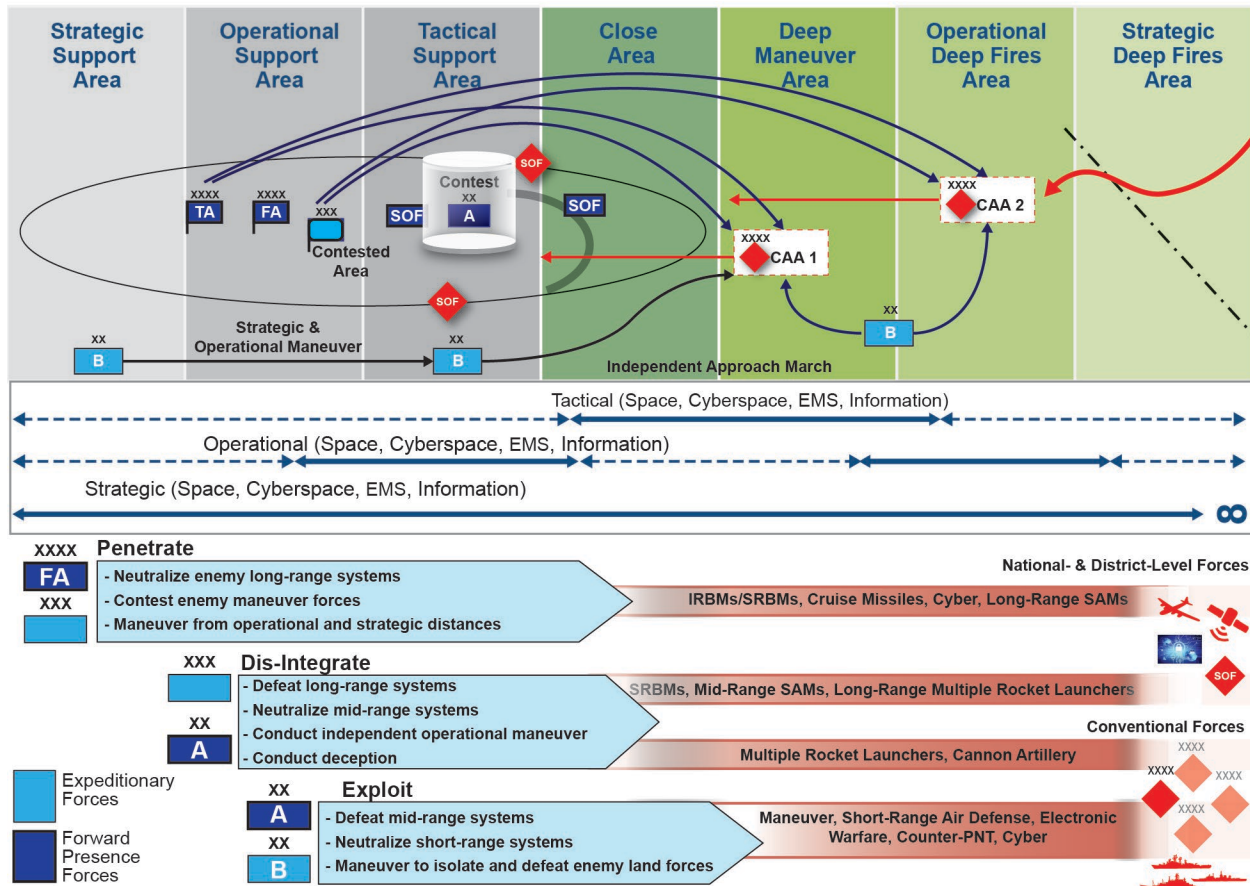 Strategic
Support
Area
Operational
Support
Area
Tactical
Support
Area
Close
Area
Deep
Maneuver
Area
Operational
Deep Fires
Area
Strategic
Deep Fires
Area
XXXX
TA
XXXX
FA
XXX
Contested
Area
SOF
Contest
XX
A
SOF
SOF
SOF
XXXX
CAA 1
XXXX
CAA 2
XX
B
Strategic &
Operational Maneuver
XX
B
XX
B
Independent Approach March
Tactical (Space, Cyberspace, EMS, Information)
Operational (Space, Cyberspace, EMS, Information)
Strategic (Space, Cyberspace, EMS, Information)
∞
XXXX
FA
XXX
Penetrate
- Neutralize enemy long-range systems
- Contest enemy maneuver forces
- Maneuver from operational and strategic distances
National- & District-Level Forces
IRBMs/SRBMs, Cruise Missiles, Cyber, Long-Range SAMs
XXX
XX
A
Dis-Integrate
- Defeat long-range systems
- Neutralize mid-range systems
- Conduct independent operational maneuver
- Conduct deception
SRBMs, Mid-Range SAMs, Long-Range Multiple Rocket Launchers
SOF
Conventional Forces
Multiple Rocket Launchers, Cannon Artillery
XX
A
XX
B
Exploit
- Defeat mid-range systems
- Neutralize short-range systems
- Maneuver to isolate and defeat enemy land forces
Maneuver, Short-Range Air Defense, Electronic
Warfare, Counter-PNT, Cyber
XXXX
XXXX
XXXX
XXXX
Expeditionary
Forces
Forward
Presence
Forces